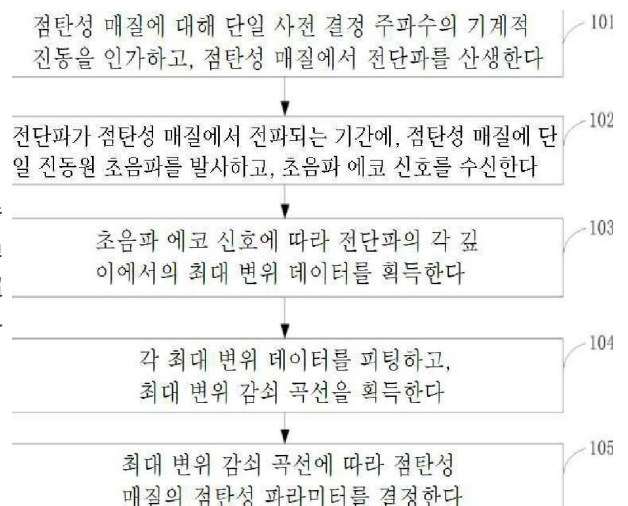 점탄성 매질에 대해 단일 사전 결정 주파수의 기계적
진동을 인가하고, 점탄성 매질에서 전단파를 산생한다
101
전단파가 점탄성 매질에서 전파되는 기간에, 점탄성 매질에 단
일 진동원 초음파를 발사하고, 초음파 에코 신호를 수신한다
102
초음파 에코 신호에 따라 전단파의 각 깊
이에서의 최대 변위 데이터를 획득한다
103
각 최대 변위 데이터를 피팅하고,
최대 변위 감쇠 곡선을 획득한다
104
최대 변위 감쇠 곡선에 따라 점탄성
매질의 점탄성 파라미터를 결정한다
105